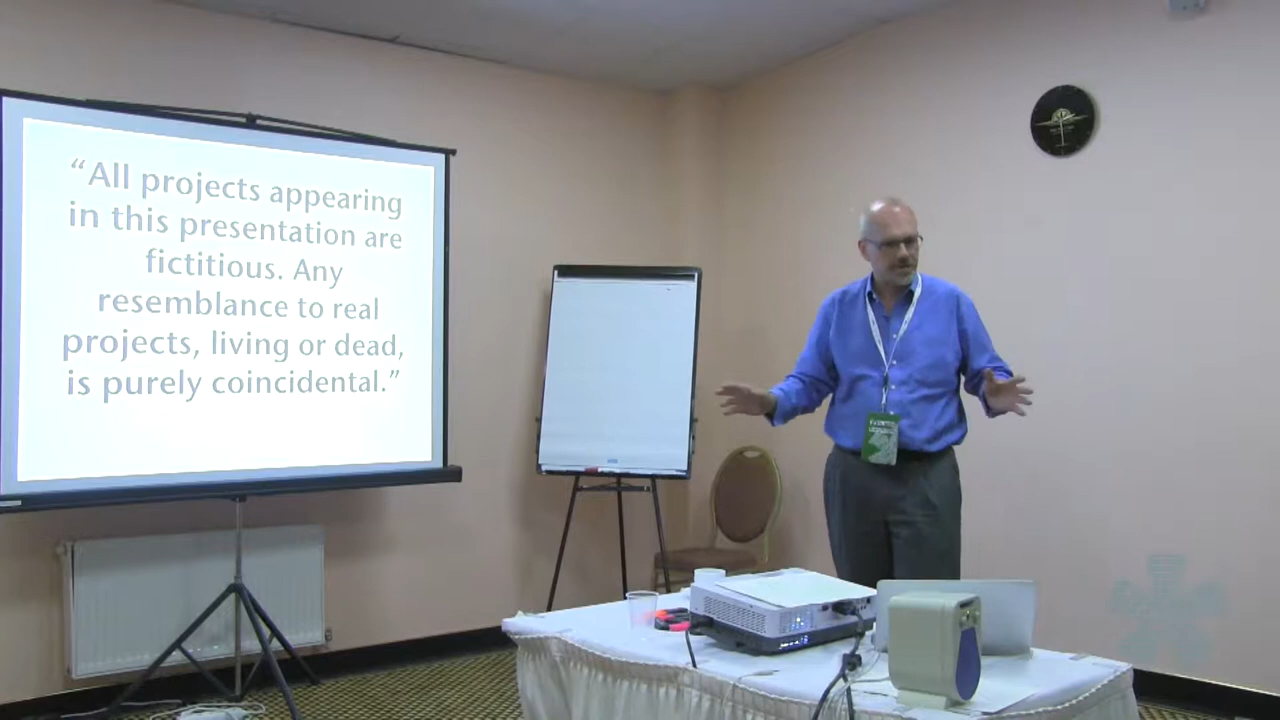 “All projects appearing
in this presentation are
fictitious. Any
resemblance to real
projects, living or dead,
is purely coincidental.”